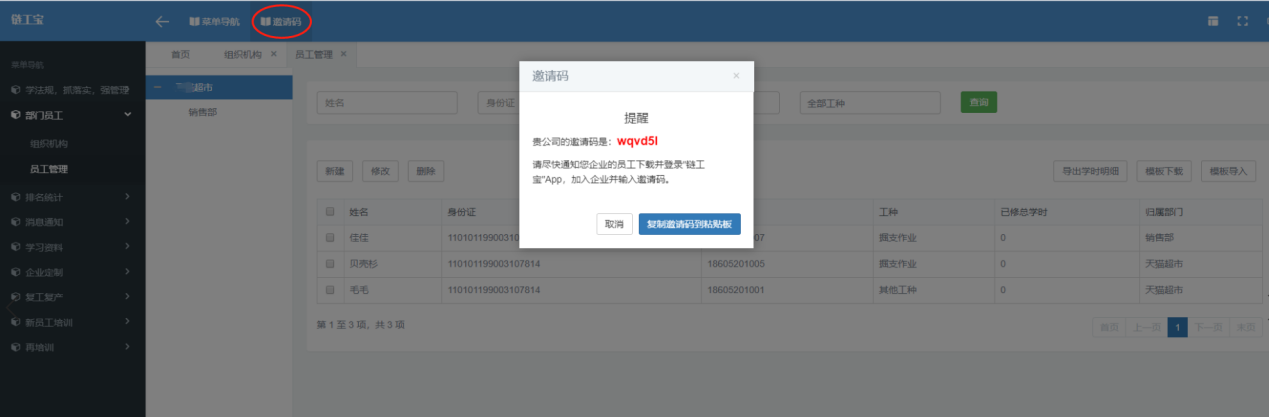 链工宝
菜单导航 邀请码
菜单导航
学法规，抓落实，强管理
部门员工
组织机构
员工管理
排名统计
消息通知
学习资料
企业定制
复工复产
新员工培训
再培训
首页 组织机构 × 员工管理 ×
超市
销售部
姓名 身份证 全部工种 查询
新建 修改 删除 导出学时明细 模板下载 模板导入
姓名 身份证 工种 已修总学时 归属部门
佳佳 11010119900310 07 掘支作业 0 销售部
贝壳杉 110101199003107814 18605201005 掘支作业 0 天猫超市
毛毛 110101199003107814 18605201001 其他工种 0 天猫超市
第 1 至 3 项，共 3 项
首页 上一页 1 下一页 末页
邀请码 ×
提醒
贵公司的邀请码是：wqvd5l
请尽快通知您企业的员工下载并登录“链工
宝”App，加入企业并输入邀请码。
取消 复制邀请码到粘贴板